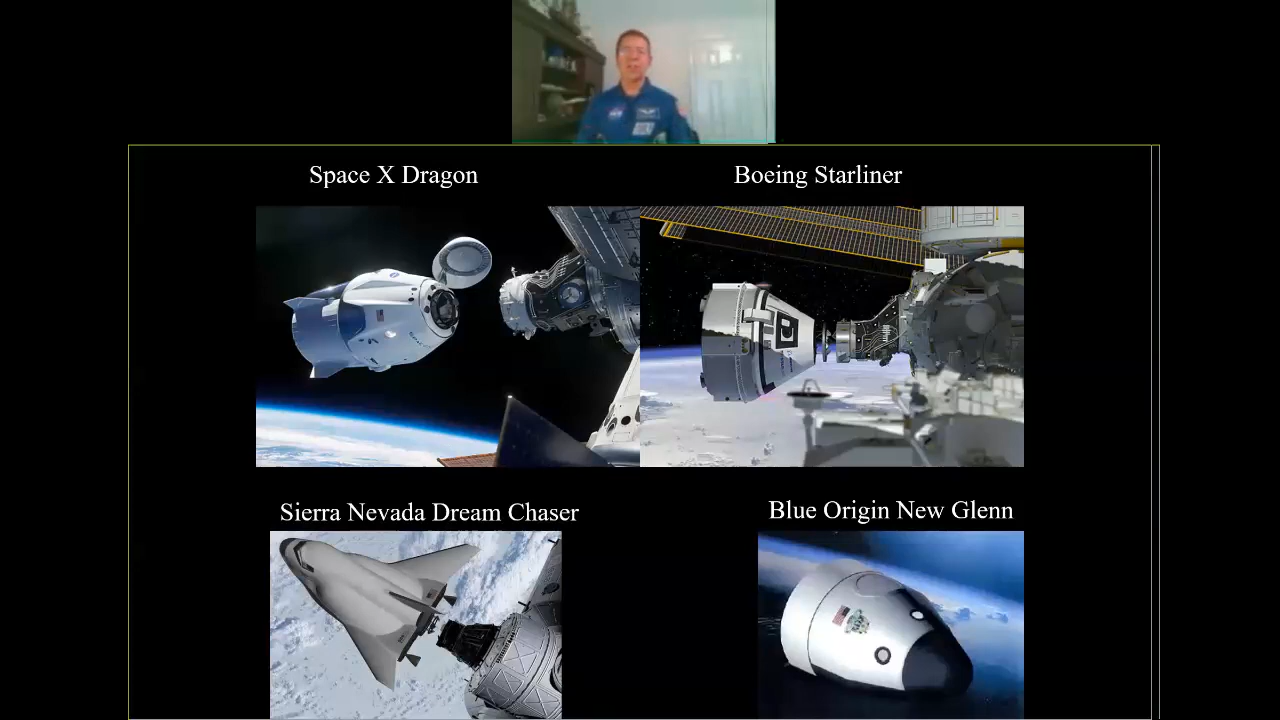 Space X Dragon
Boeing Starliner
Sierra Nevada Dream Chaser
Blue Origin New Glenn